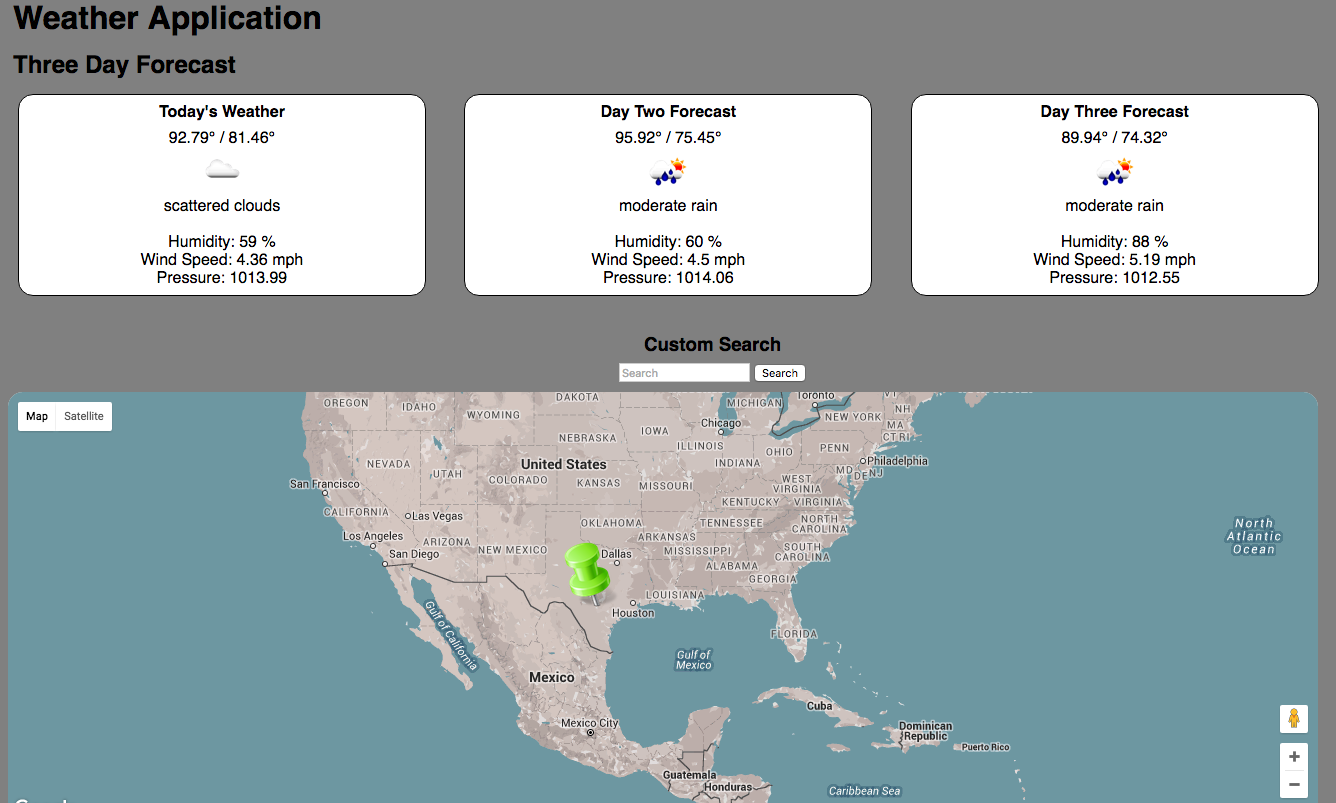 Weather Application
Three Day Forecast
Today's Weather
92.79° / 81.46°
scattered clouds
Humidity: 59 %
Wind Speed: 4.36 mph
Pressure: 1013.99
Day Two Forecast
95.92° / 75.45°
moderate rain
Humidity: 60 %
Wind Speed: 4.5 mph
Pressure: 1014.06
Day Three Forecast
89.94° / 74.32°
moderate rain
Humidity: 88 %
Wind Speed: 5.19 mph
Pressure: 1012.55
Custom Search
Search
Search
Map
Satellite
OREGON
IDAHO
WYOMING
DAKOTA
MICHIGAN
Toronto
VT
NH
NEW YORK
MA
CT
RI
Chicago
IOWA
NEBRASKA
ILLINOIS
OHIO
PENN
INDIANA
Philadelphia
MD
DE
NJ
NEVADA
UTAH
United States
COLORADO
KANSAS
MISSOURI
WEST
VIRGINIA
San Francisco
KENTUCKY
VIRGINIA
CALIFORNIA
Las Vegas
OKLAHOMA
TENNESSEE
NORTH
CAROLINA
Los Angeles
ARIZONA
NEW MEXICO
ARKANSAS
San Diego
Dallas
MISSISSIPPI
SOUTH
CAROLINA
ALABAMA
GEORGIA
LOUISIANA
Houston
North
Atlantic
Ocean
Gulf of California
FLORIDA
Gulf of
Mexico
Mexico
Mexico City
Cuba
Dominican
Republic
Puerto Rico
Guatemala
Honduras
Caribbean Sea